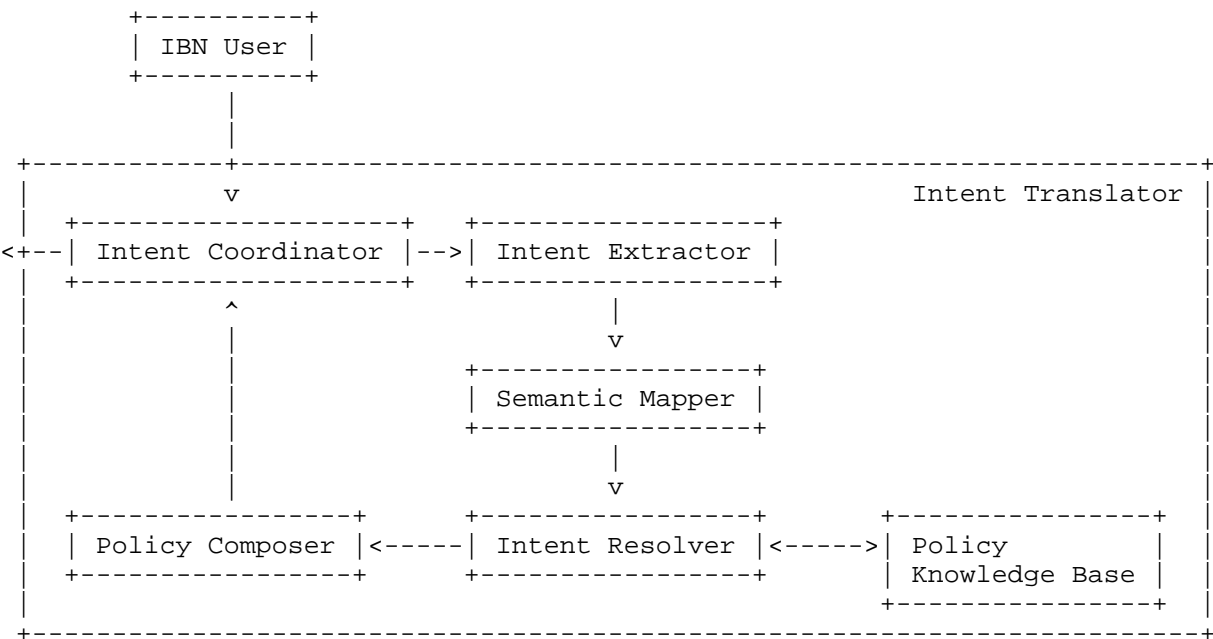 IBN User
Intent Translator
Intent Coordinator
Intent Extractor
Semantic Mapper
Policy Composer
Intent Resolver
Policy
Knowledge Base